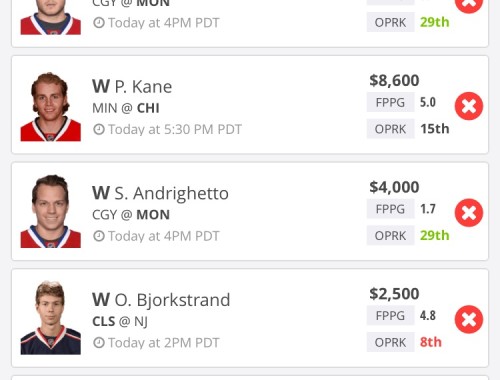 CGY @ MON
Today at 4PM PDT
OPRK 29th
W P. Kane
MIN @ CHI
Today at 5:30 PM PDT
$8,600
FPPG 5.0
OPRK 15th
W S. Andrighetto
CGY @ MON
Today at 4PM PDT
$4,000
FPPG 1.7
OPRK 29th
W O. Bjorkstrand
CLS @ NJ
Today at 2PM PDT
$2,500
FPPG 4.8
OPRK 8th